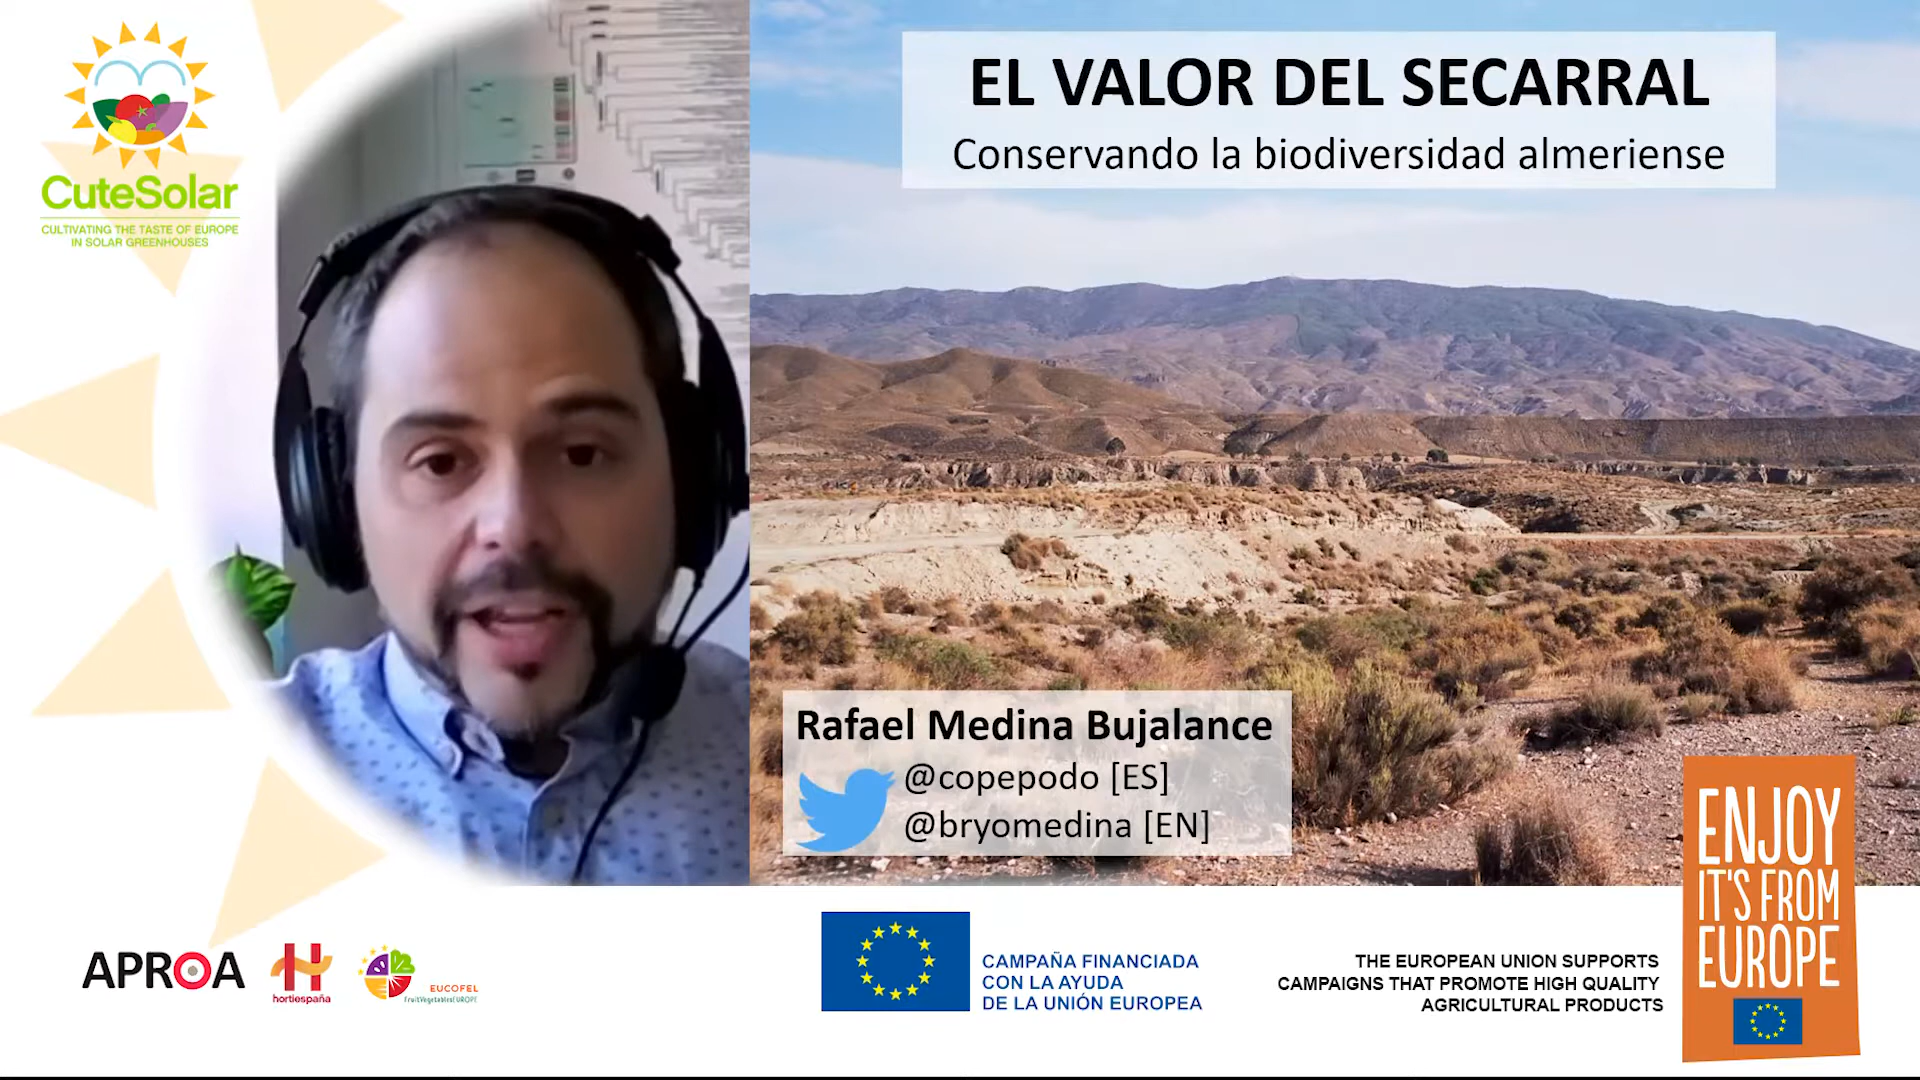 CuteSolar
CULTIVATING THE TASTE OF EUROPE
IN SOLAR GREENHOUSES
EL VALOR DEL SECARRAL
Conservando la biodiversidad almeriense
Rafael Medina Bujalance
@copepodo [ES]
@bryomedina [EN]
APROA
hortiespaña
EUCOFEL
FruitVegetablesEUROPE
CAMPAÑA FINANCIADA
CON LA AYUDA
DE LA UNIÓN EUROPEA
THE EUROPEAN UNION SUPPORTS
CAMPAIGNS THAT PROMOTE HIGH QUALITY
AGRICULTURAL PRODUCTS
ENJOY
IT'S FROM
EUROPE